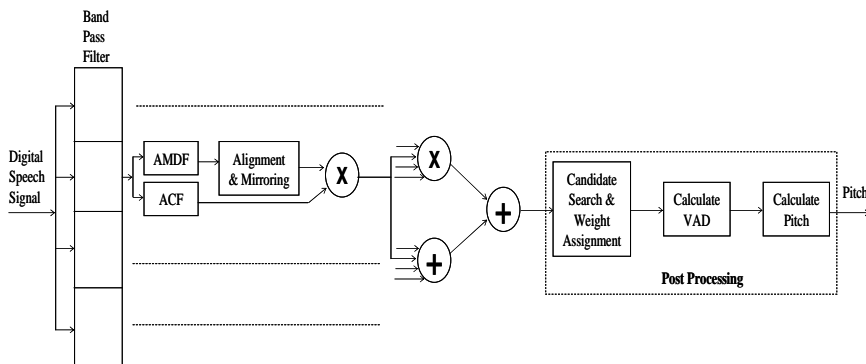 Band
Pass
Filter
Digital
Speech
Signal
AMDF
ACF
Alignment
& Mirroring
X
X
+
+
Candidate
Search &
Weight
Assignment
Calculate
VAD
Calculate
Pitch
Pitch
Post Processing